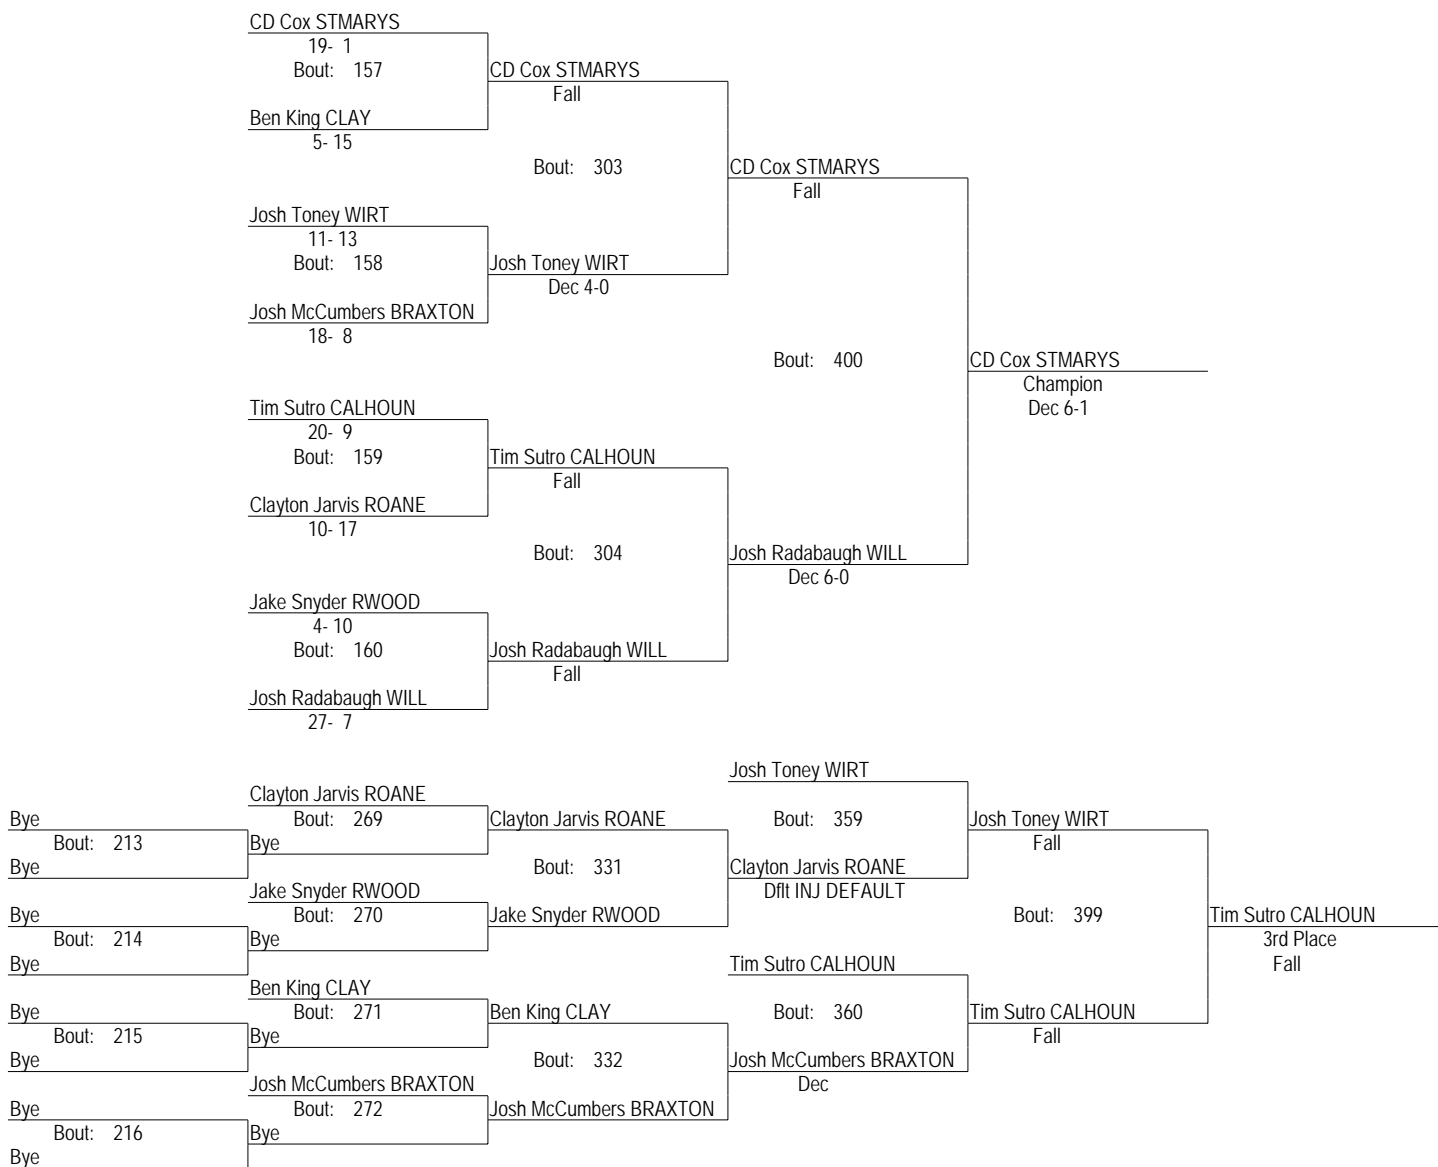 CD Cox STMARYS
19- 1
Bout: 157
CD Cox STMARYS
Fall
Ben King CLAY
5- 15
Bout: 303
CD Cox STMARYS
Fall
Josh Toney WIRT
11- 13
Bout: 158
Josh Toney WIRT
Dec 4-0
Josh McCumbers BRAXTON
18- 8
Bout: 400
CD Cox STMARYS
Champion
Dec 6-1
Tim Sutro CALHOUN
20- 9
Bout: 159
Tim Sutro CALHOUN
Fall
Clayton Jarvis ROANE
10- 17
Bout: 304
Josh Radabaugh WILL
Dec 6-0
Jake Snyder RWOOD
4- 10
Bout: 160
Josh Radabaugh WILL
Fall
Josh Radabaugh WILL
27- 7
Josh Toney WIRT
Clayton Jarvis ROANE
Bye
Bout: 269
Clayton Jarvis ROANE
Bout: 359
Josh Toney WIRT
Bout: 213
Bye
Fall
Bye
Bout: 331
Clayton Jarvis ROANE
Dflt INJ DEFAULT
Jake Snyder RWOOD
Bye
Bout: 270
Jake Snyder RWOOD
Bout: 399
Tim Sutro CALHOUN
Bout: 214
Bye
3rd Place
Bye
Tim Sutro CALHOUN
Fall
Ben King CLAY
Bye
Bout: 271
Ben King CLAY
Bout: 360
Tim Sutro CALHOUN
Bout: 215
Bye
Fall
Bye
Bout: 332
Josh McCumbers BRAXTON
Dec
Josh McCumbers BRAXTON
Bye
Bout: 272
Josh McCumbers BRAXTON
Bout: 216
Bye
Bye